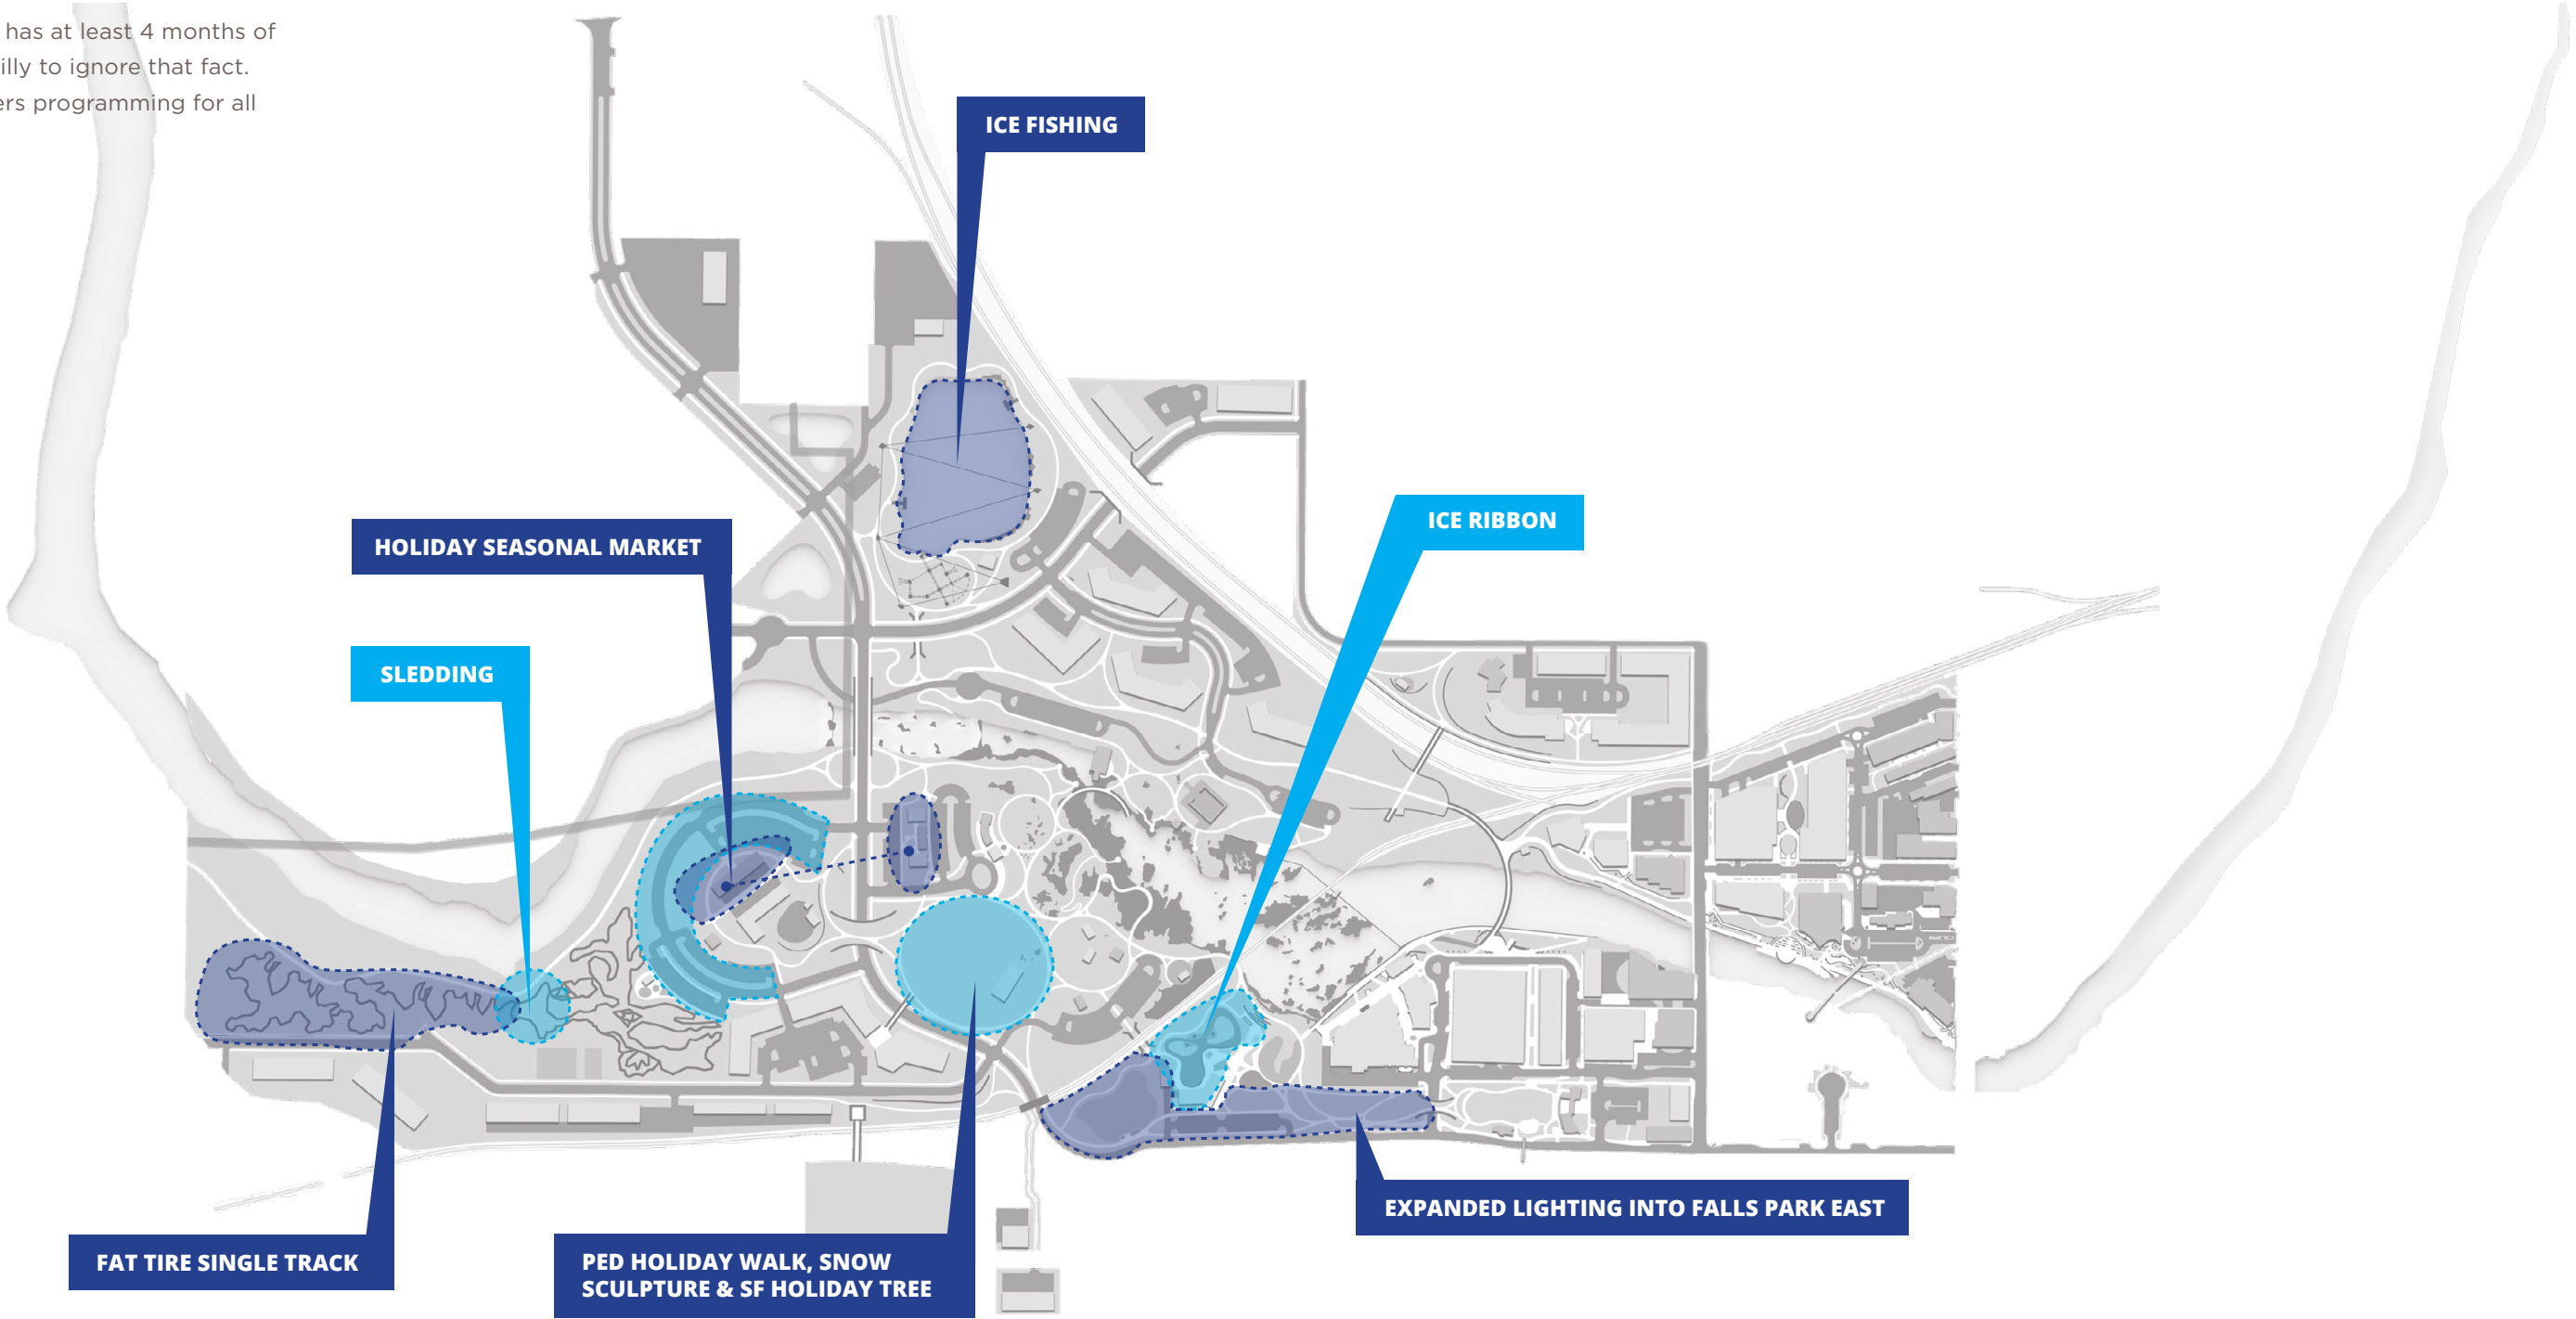 has at least 4 months of
illy to ignore that fact.
ers programming for all
ICE FISHING
ICE RIBBON
HOLIDAY SEASONAL MARKET
SLEDDING
EXPANDED LIGHTING INTO FALLS PARK EAST
FAT TIRE SINGLE TRACK
PED HOLIDAY WALK, SNOW
SCULPTURE & SF HOLIDAY TREE